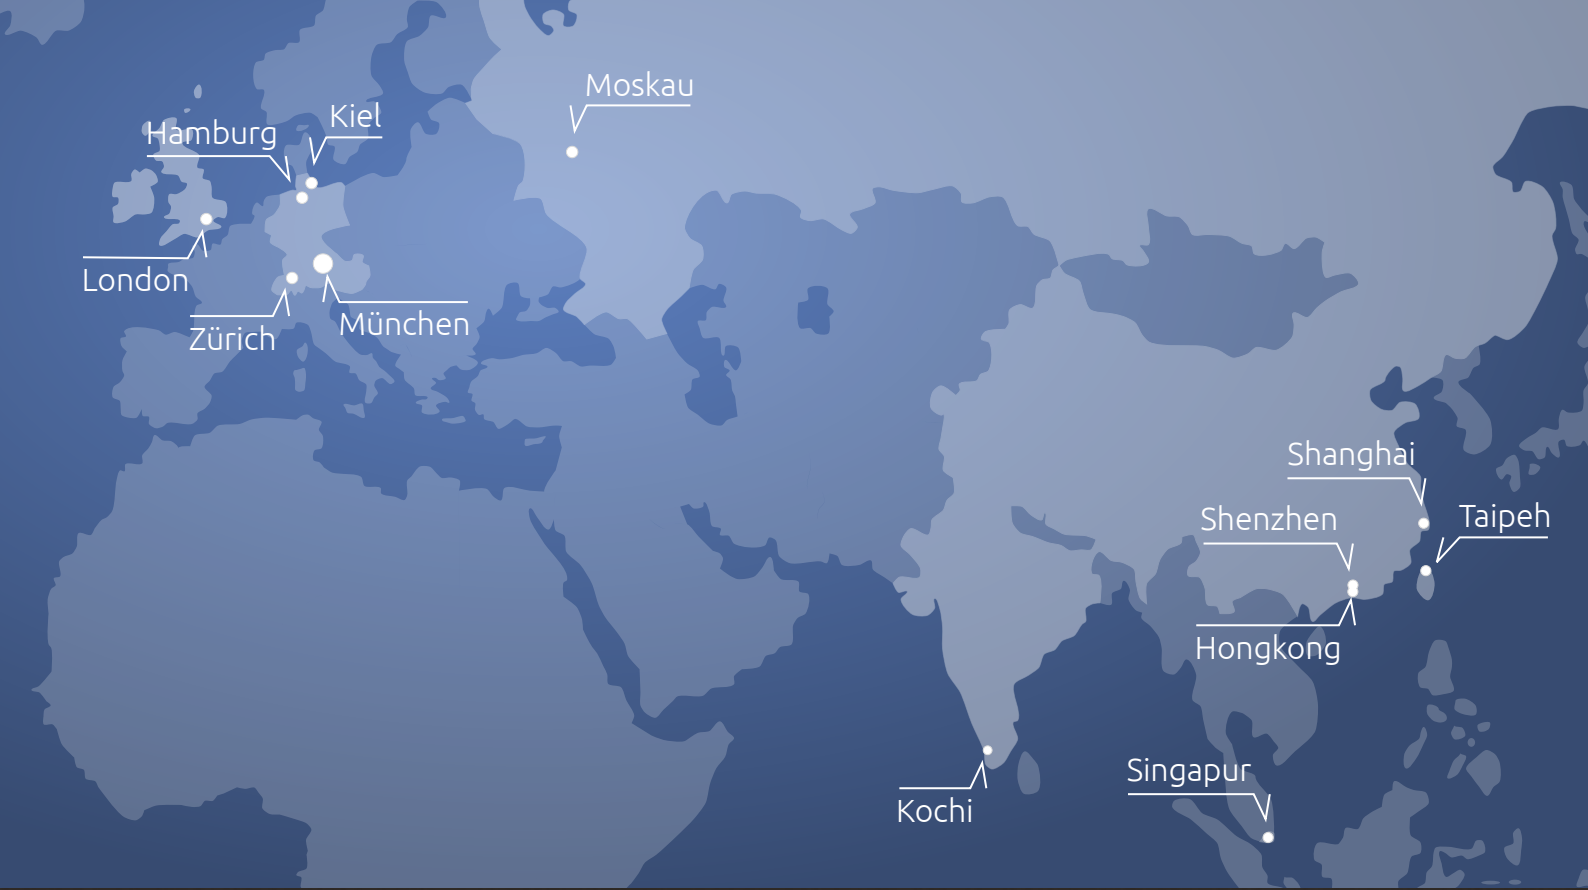 Moskau
Kiel
Hamburg
London
Zürich
München
Shanghai
Taipeh
Shenzhen
Hongkong
Singapur
Kochi